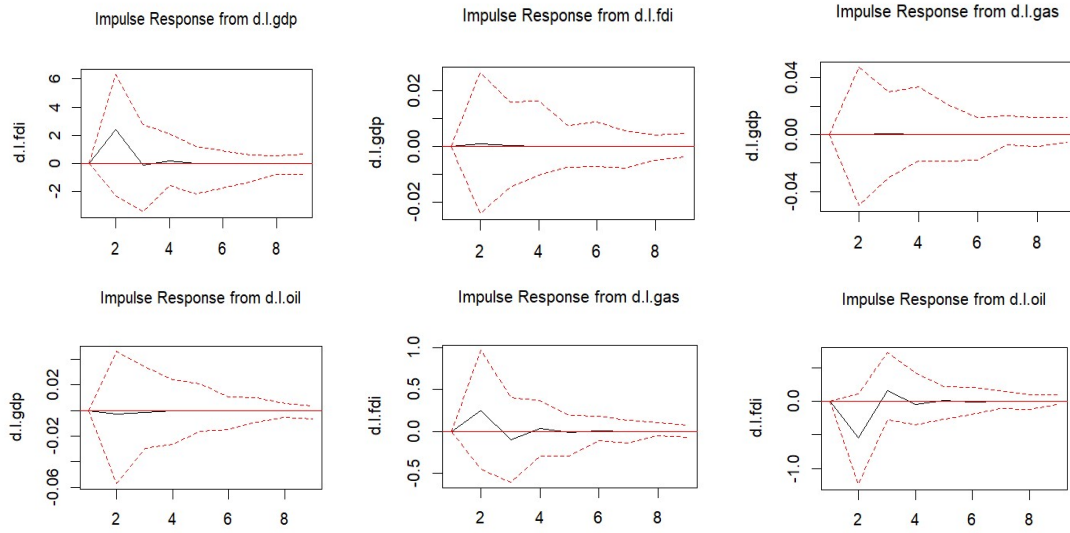 Impulse Response from d.l.gdp
d.l.fdi
6
4
2
0
-2
2 4 6 8
Impulse Response from d.l.fdi
d.l.gdp
0.02
0.00
-0.02
2 4 6 8
Impulse Response from d.l.gas
d.l.gdp
0.04
0.00
-0.04
2 4 6 8
Impulse Response from d.l.oil
d.l.gdp
0.02
-0.02
-0.06
2 4 6 8
Impulse Response from d.l.gas
d.l.fdi
1.0
0.5
0.0
-0.5
2 4 6 8
Impulse Response from d.l.oil
d.l.fdi
0.0
-1.0
2 4 6 8